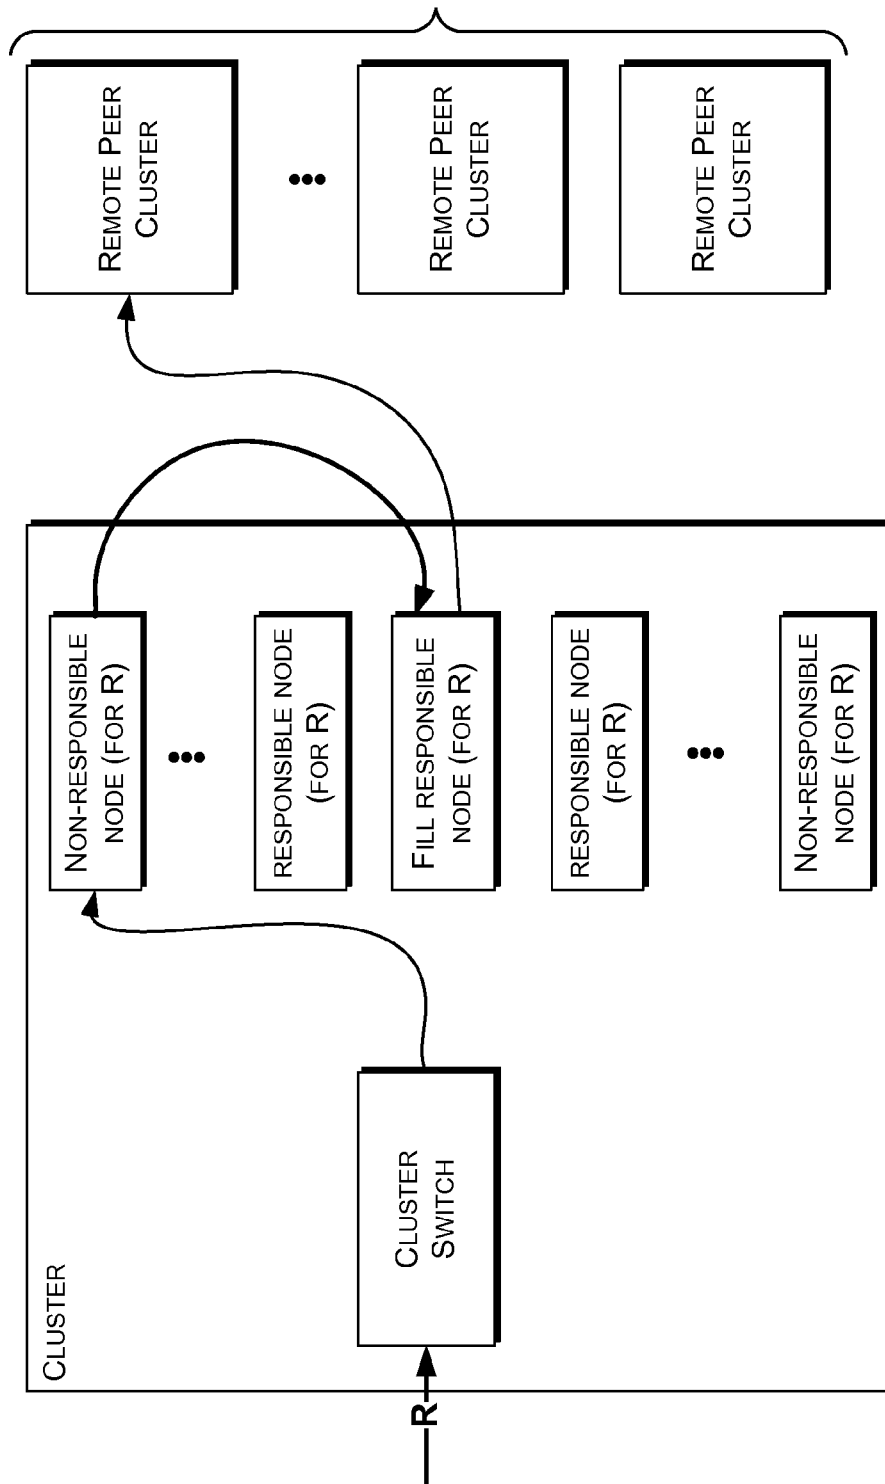 CLUSTER
R
CLUSTER
SWITCH
NON-RESPONSIBLE
NODE (FOR R)
RESPONSIBLE NODE
(FOR R)
FILL RESPONSIBLE
NODE (FOR R)
RESPONSIBLE NODE
(FOR R)
NON-RESPONSIBLE
NODE (FOR R)
REMOTE PEER
CLUSTER
REMOTE PEER
CLUSTER
REMOTE PEER
CLUSTER